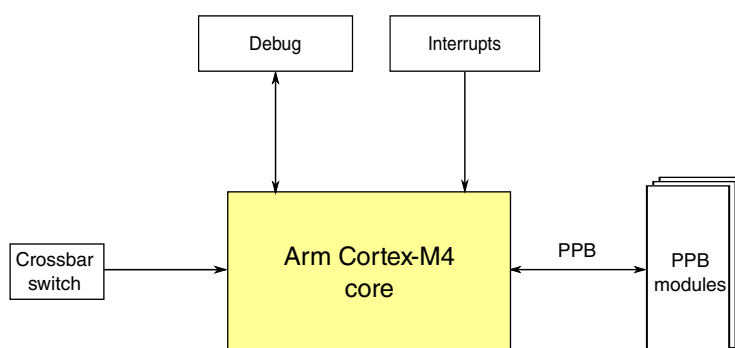 Debug
Interrupts
Crossbar
switch
Arm Cortex-M4
core
PPB
PPB
modules